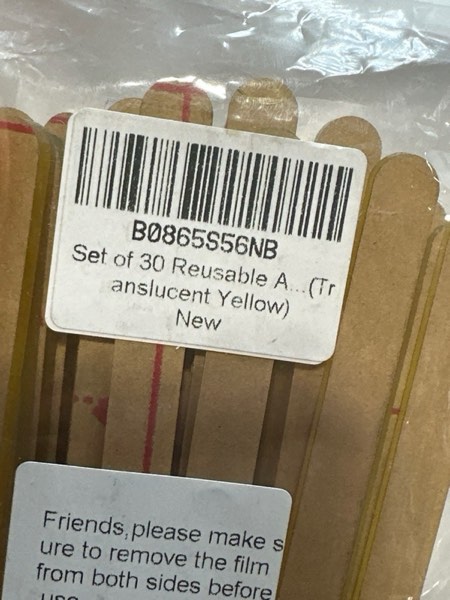 B0865S56NB
Set of 30 Reusable A...(Tr
anslucent Yellow)
New
Friends,please make s
ure to remove the film
from both sides before
use